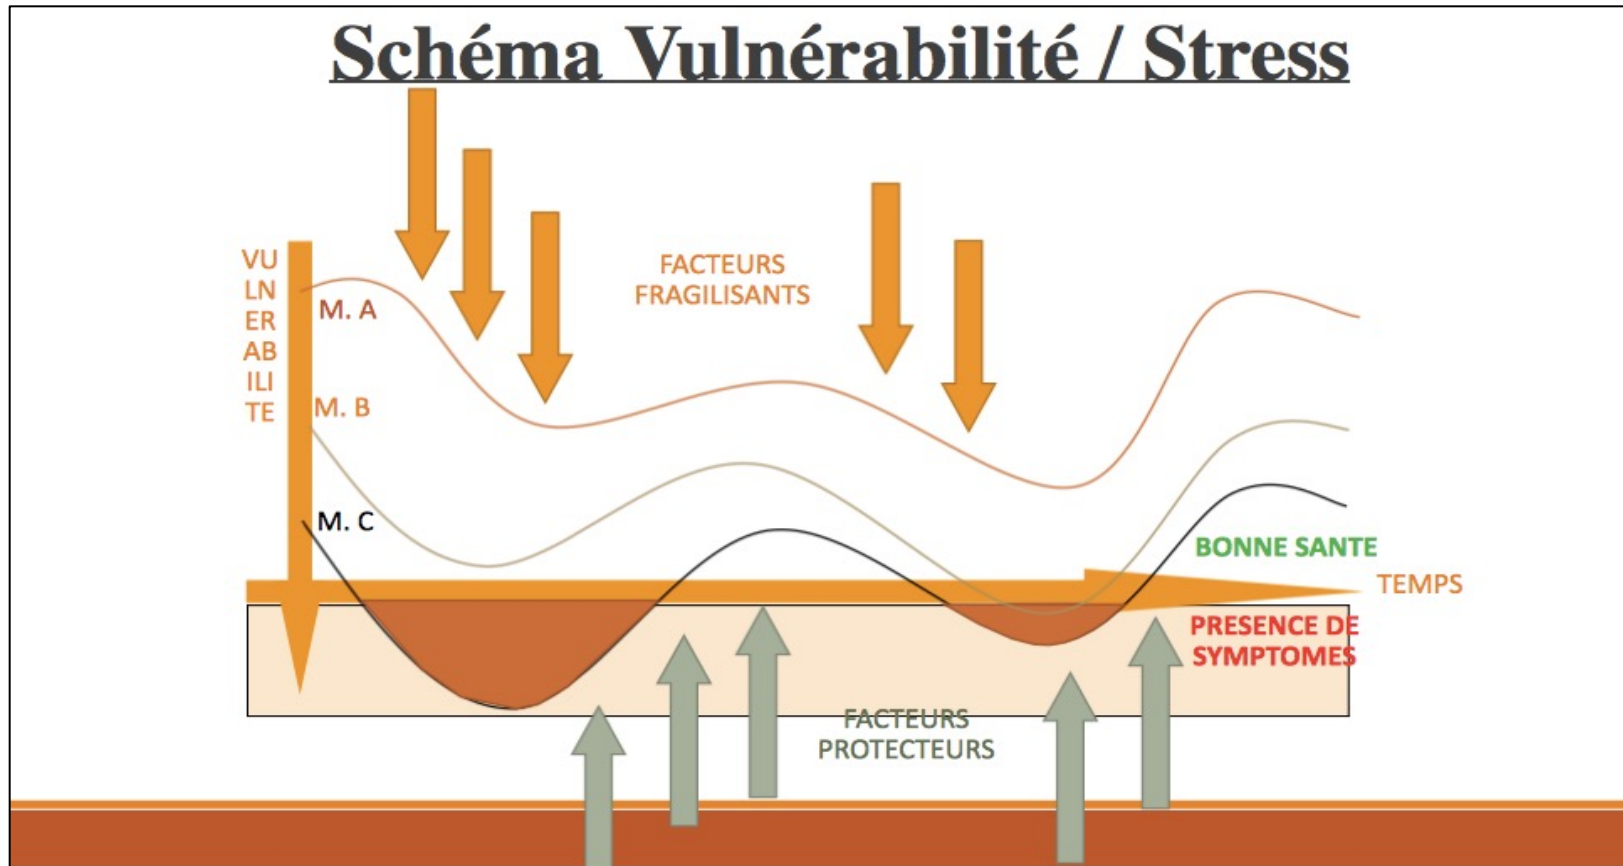 Schéma Vulnérabilité / Stress
VU
LN
ER
AB
ILI
TE
M. A
M. B
M. C
FACTEURS
FRAGILISANTS
BONNE SANTE
TEMPS
PRESENCE DE
SYMPTOMES
FACTEURS
PROTECTEURS